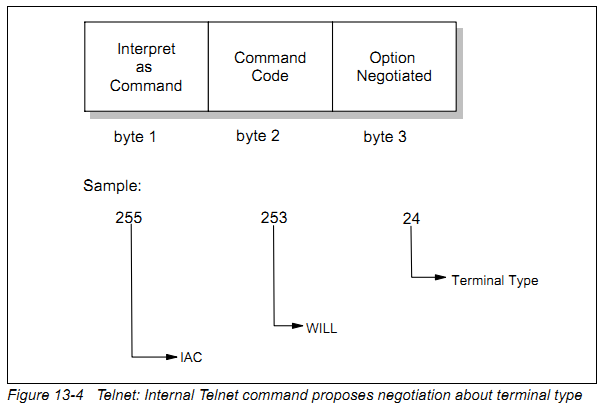 Interpret
as
Command
Command
Code
Option
Negotiated
byte 1
byte 2
byte 3
Sample:
255
253
24
Terminal Type
WILL
IAC
Figure 13-4 Telnet: Internal Telnet command proposes negotiation about terminal type